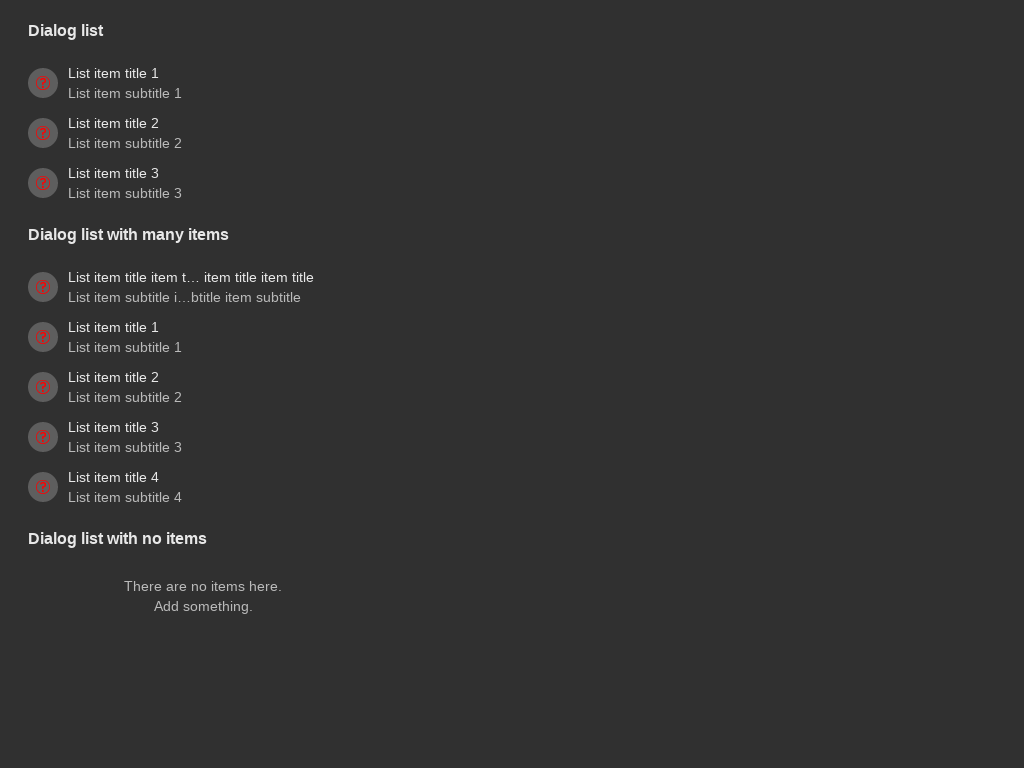 Dialog list
List item title 1
List item subtitle 1
List item title 2
List item subtitle 2
List item title 3
List item subtitle 3
Dialog list with many items
List item title item t… item title item title
List item subtitle i…btitle item subtitle
List item title 1
List item subtitle 1
List item title 2
List item subtitle 2
List item title 3
List item subtitle 3
List item title 4
List item subtitle 4
Dialog list with no items
There are no items here.
Add something.